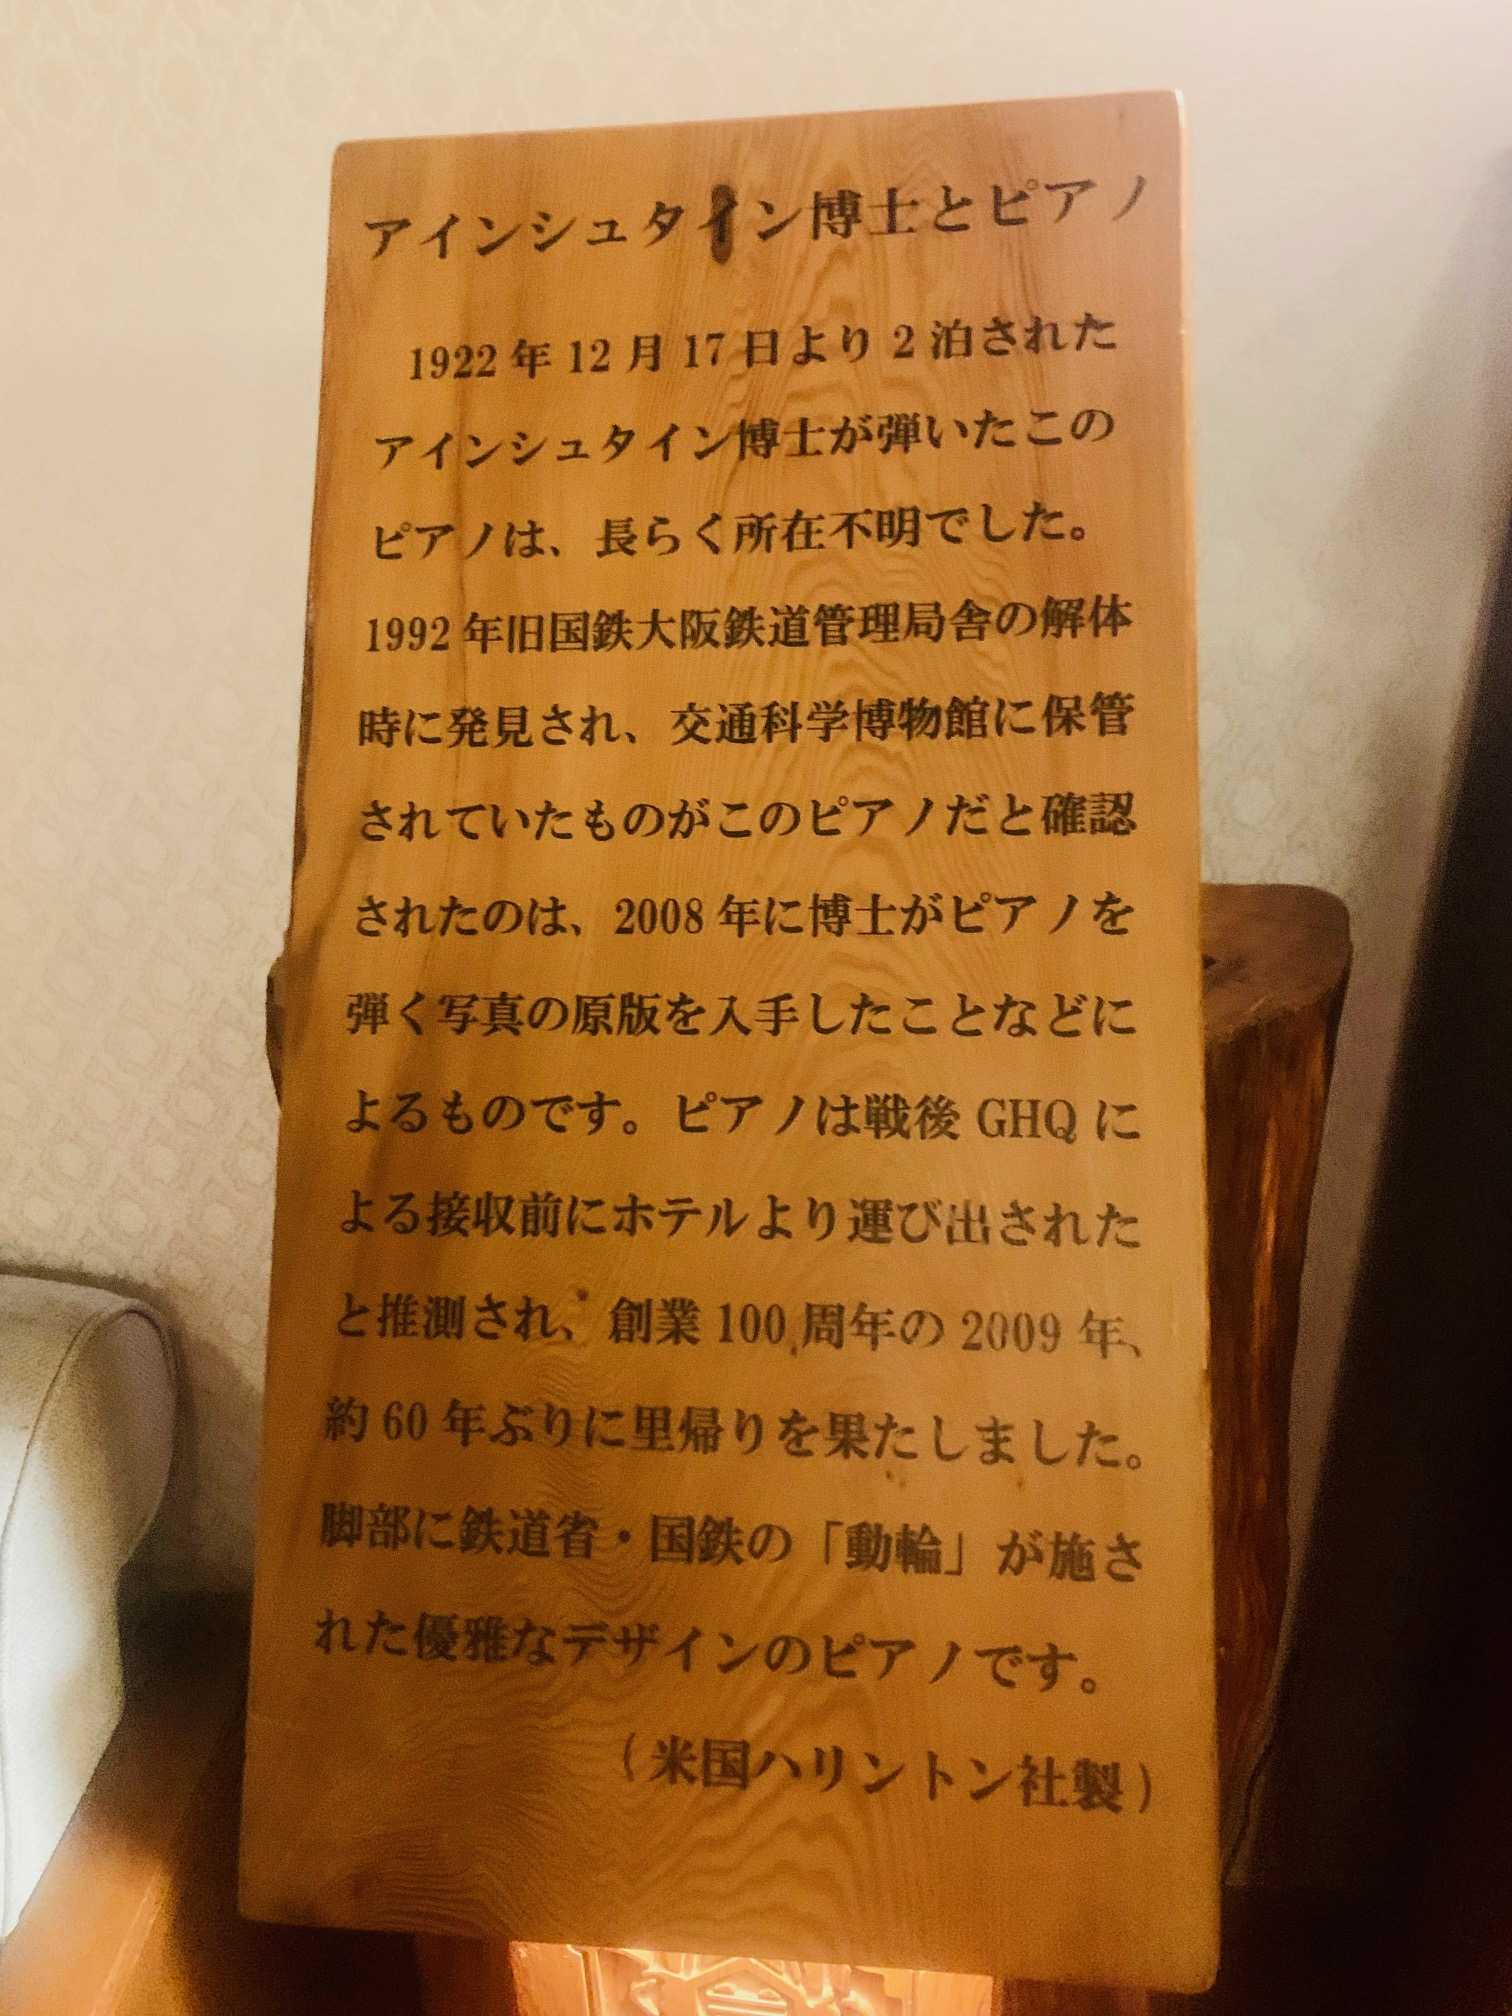 アインシュタイン博士とピアノ
1922年12月17日より2泊された
アインシュタイン博士が弾いたこの
ピアノは、長らく所在不明でした。
1992年旧国鉄大阪鉄道管理局舎の解体
時に発見され、交通科学博物館に保管
されていたものがこのピアノだと確認
されたのは、2008年に博士がピアノを
弾く写真の原版を入手したことなどに
よるものです。ピアノは戦後GHQに
よる接収前にホテルより運び出された
と推測され、創業100周年の2009年、
約60年ぶりに里帰りを果たしました。
脚部に鉄道省・国鉄の「動輪」が施さ
れた優雅なデザインのピアノです。
（米国ハリントン社製）